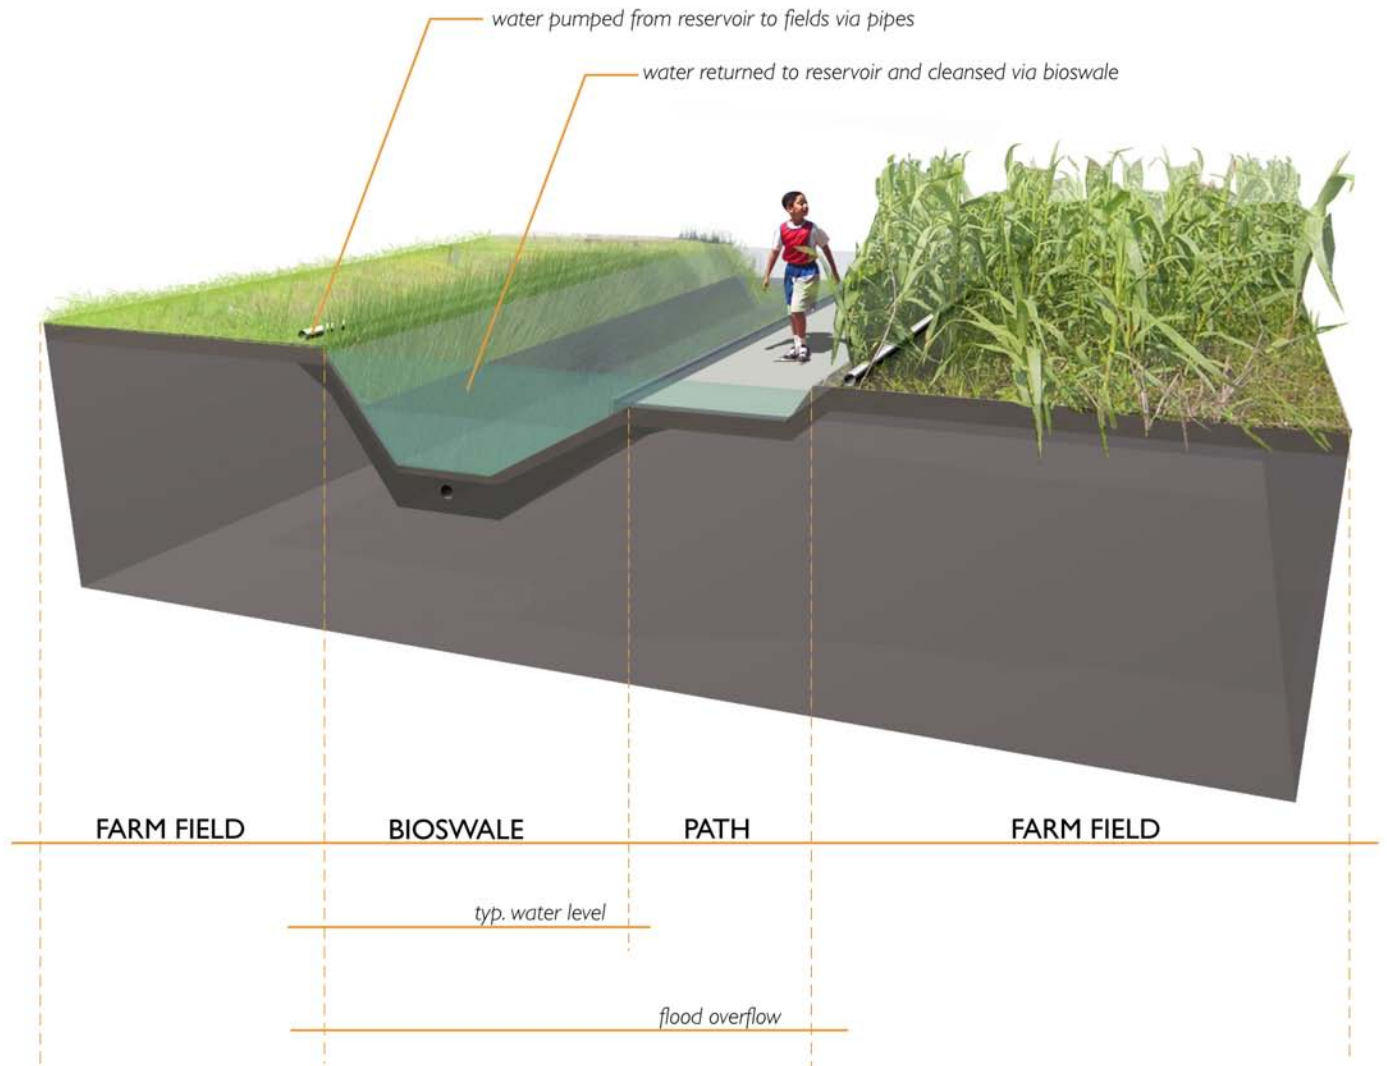 water pumped from reservoir to fields via pipes
water returned to reservoir and cleansed via bioswale
FARM FIELD
BIOSWALE
PATH
FARM FIELD
typ. water level
flood overflow